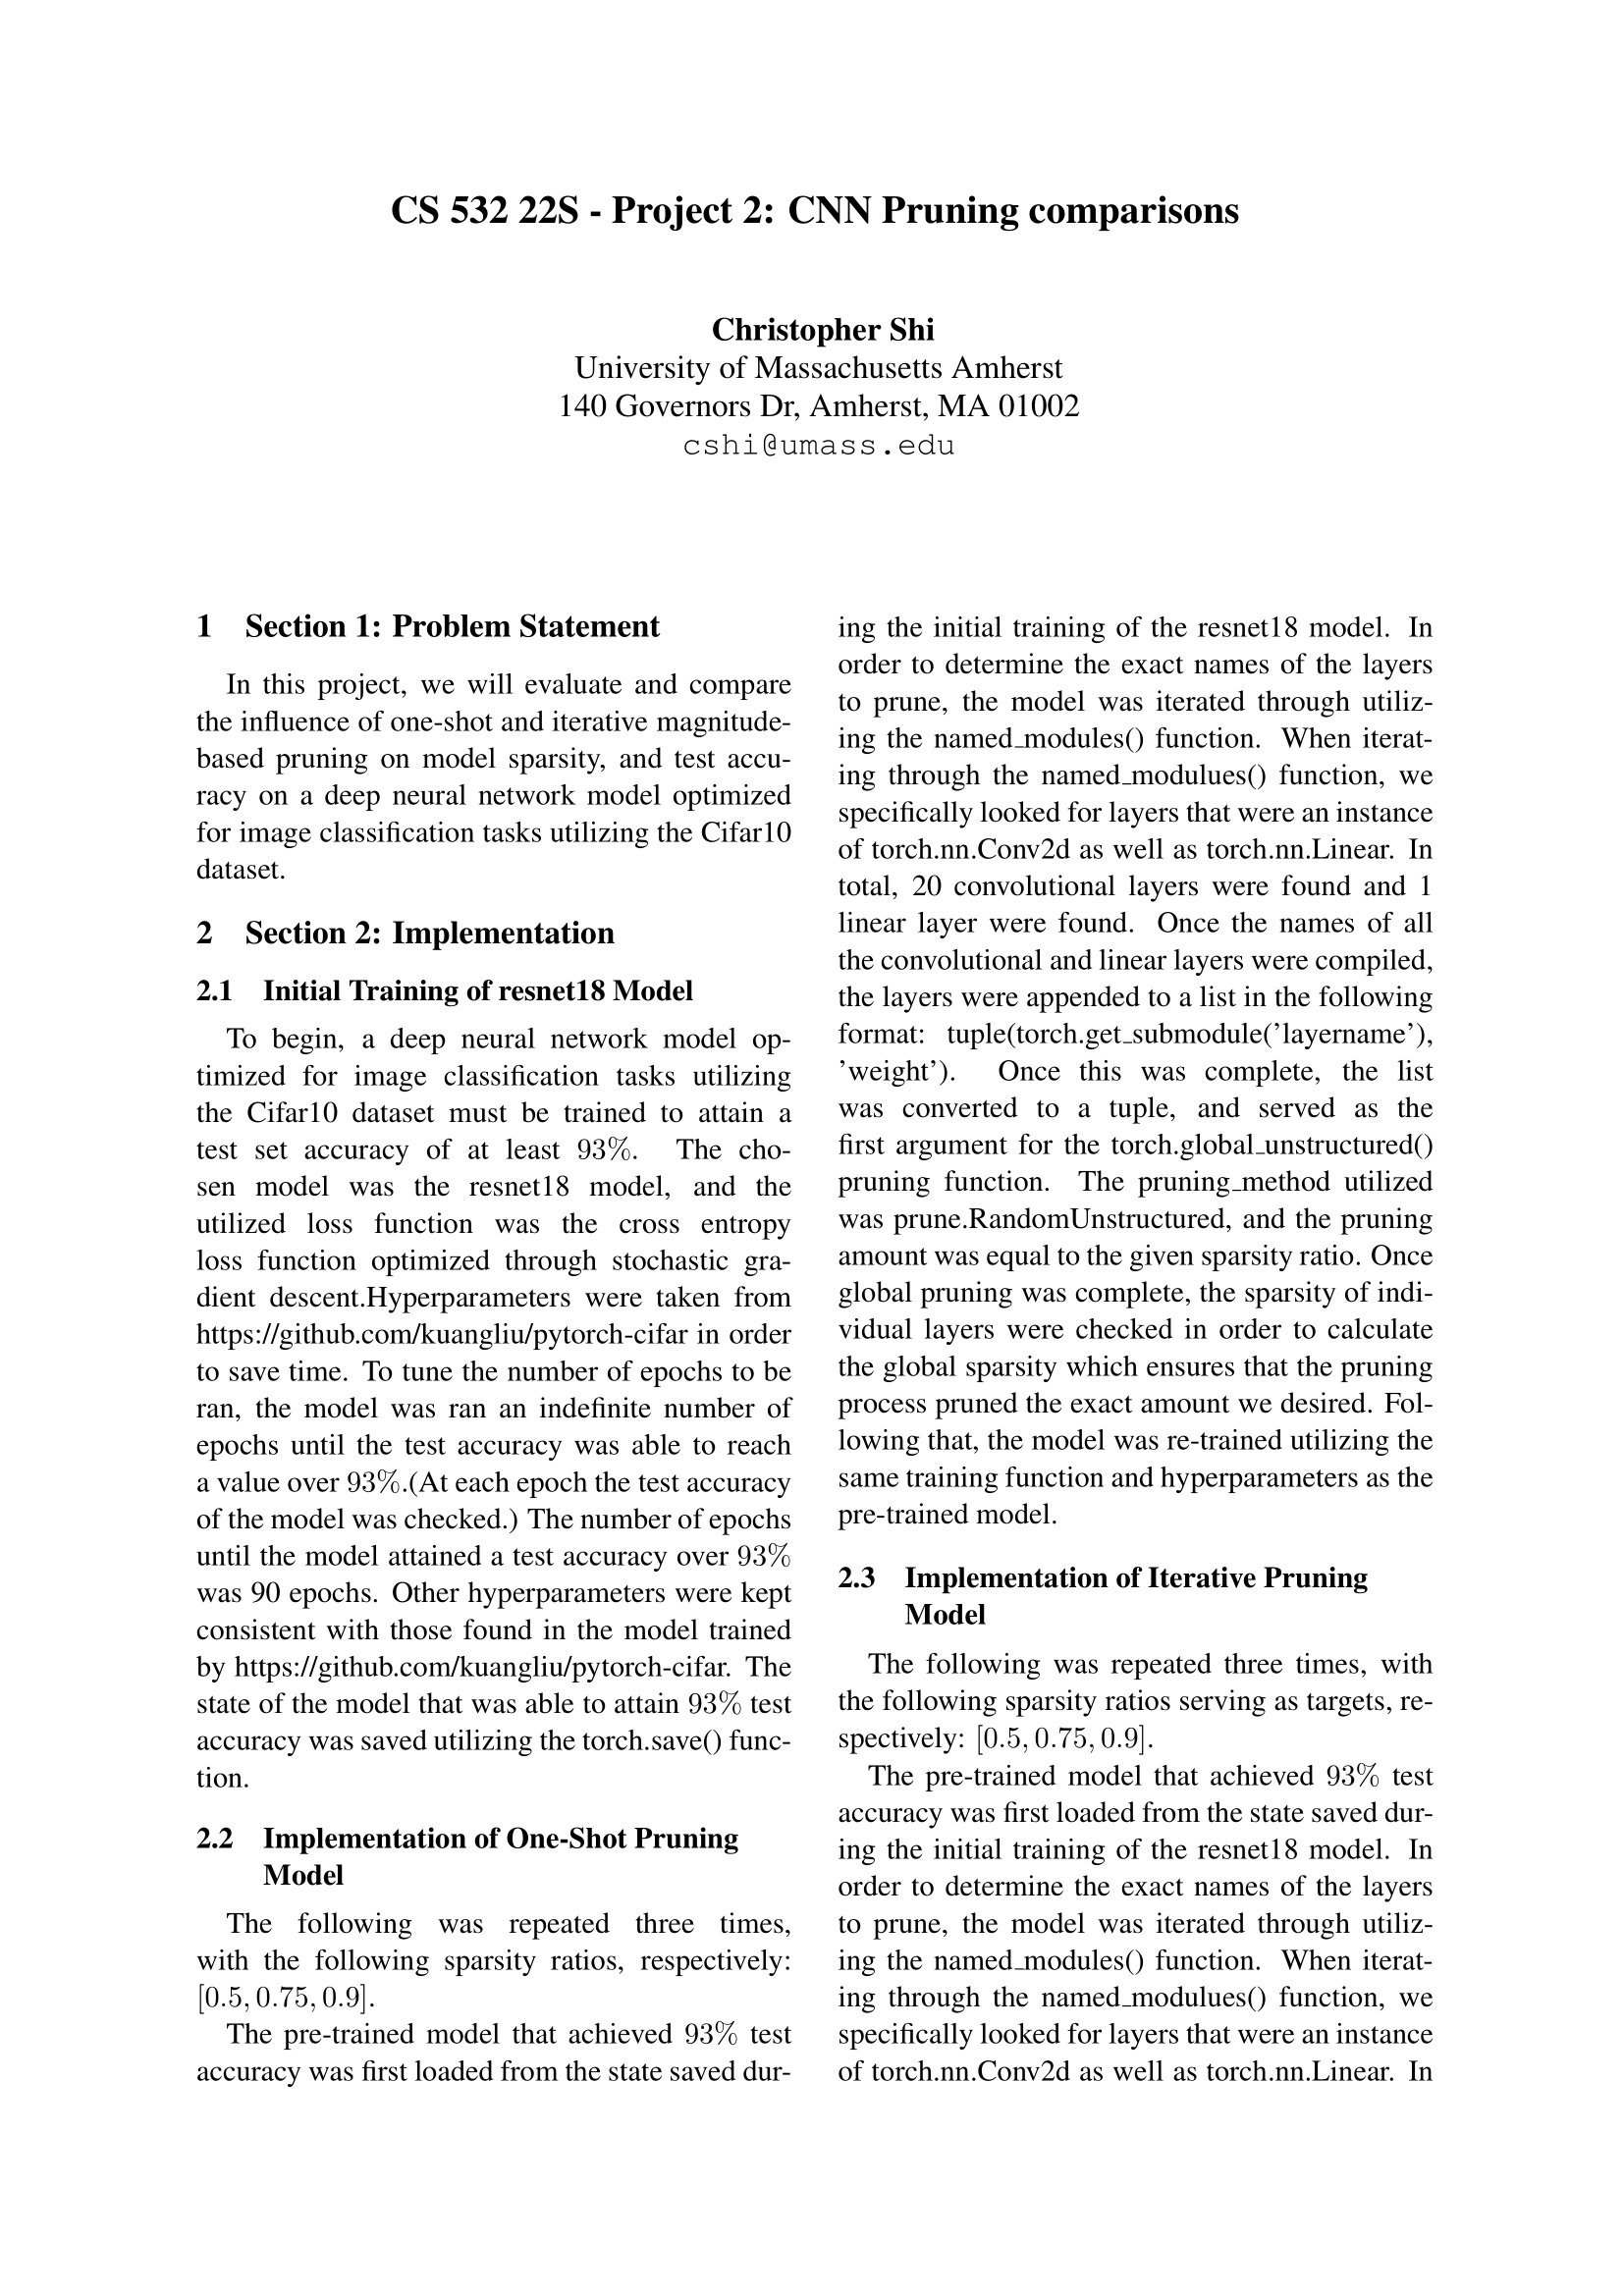 CS 532 22S - Project 2: CNN Pruning comparisons
Christopher Shi
University of Massachusetts Amherst
140 Governors Dr, Amherst, MA 01002
cshi@umass.edu
1 Section 1: Problem Statement
In this project, we will evaluate and compare
the influence of one-shot and iterative magnitude-
based pruning on model sparsity, and test accu-
racy on a deep neural network model optimized
for image classification tasks utilizing the Cifar10
dataset.
2 Section 2: Implementation
2.1 Initial Training of resnet18 Model
To begin, a deep neural network model op-
timized for image classification tasks utilizing
the Cifar10 dataset must be trained to attain a
test set accuracy of at least 93%. The cho-
sen model was the resnet18 model, and the
utilized loss function was the cross entropy
loss function optimized through stochastic gra-
dient descent.Hyperparameters were taken from
https://github.com/kuangliu/pytorch-cifar in order
to save time. To tune the number of epochs to be
ran, the model was ran an indefinite number of
epochs until the test accuracy was able to reach
a value over 93%.(At each epoch the test accuracy
of the model was checked.) The number of epochs
until the model attained a test accuracy over 93%
was 90 epochs. Other hyperparameters were kept
consistent with those found in the model trained
by https://github.com/kuangliu/pytorch-cifar. The
state of the model that was able to attain 93% test
accuracy was saved utilizing the torch.save() func-
tion.
2.2 Implementation of One-Shot Pruning
Model
The following was repeated three times,
with the following sparsity ratios, respectively:
[0.5, 0.75, 0.9].
The pre-trained model that achieved 93% test
accuracy was first loaded from the state saved dur-
ing the initial training of the resnet18 model. In
order to determine the exact names of the layers
to prune, the model was iterated through utiliz-
ing the named_modules() function. When iterat-
ing through the named_modulues() function, we
specifically looked for layers that were an instance
of torch.nn.Conv2d as well as torch.nn.Linear. In
total, 20 convolutional layers were found and 1
linear layer were found. Once the names of all
the convolutional and linear layers were compiled,
the layers were appended to a list in the following
format: tuple(torch.get_submodule('layername'),
'weight'). Once this was complete, the list
was converted to a tuple, and served as the
first argument for the torch.global_unstructured()
pruning function. The pruning_method utilized
was prune.RandomUnstructured, and the pruning
amount was equal to the given sparsity ratio. Once
global pruning was complete, the sparsity of indi-
vidual layers were checked in order to calculate
the global sparsity which ensures that the pruning
process pruned the exact amount we desired. Fol-
lowing that, the model was re-trained utilizing the
same training function and hyperparameters as the
pre-trained model.
2.3 Implementation of Iterative Pruning
Model
The following was repeated three times, with
the following sparsity ratios serving as targets, re-
spectively: [0.5, 0.75, 0.9].
The pre-trained model that achieved 93% test
accuracy was first loaded from the state saved dur-
ing the initial training of the resnet18 model. In
order to determine the exact names of the layers
to prune, the model was iterated through utiliz-
ing the named_modules() function. When iterat-
ing through the named_modulues() function, we
specifically looked for layers that were an instance
of torch.nn.Conv2d as well as torch.nn.Linear. In